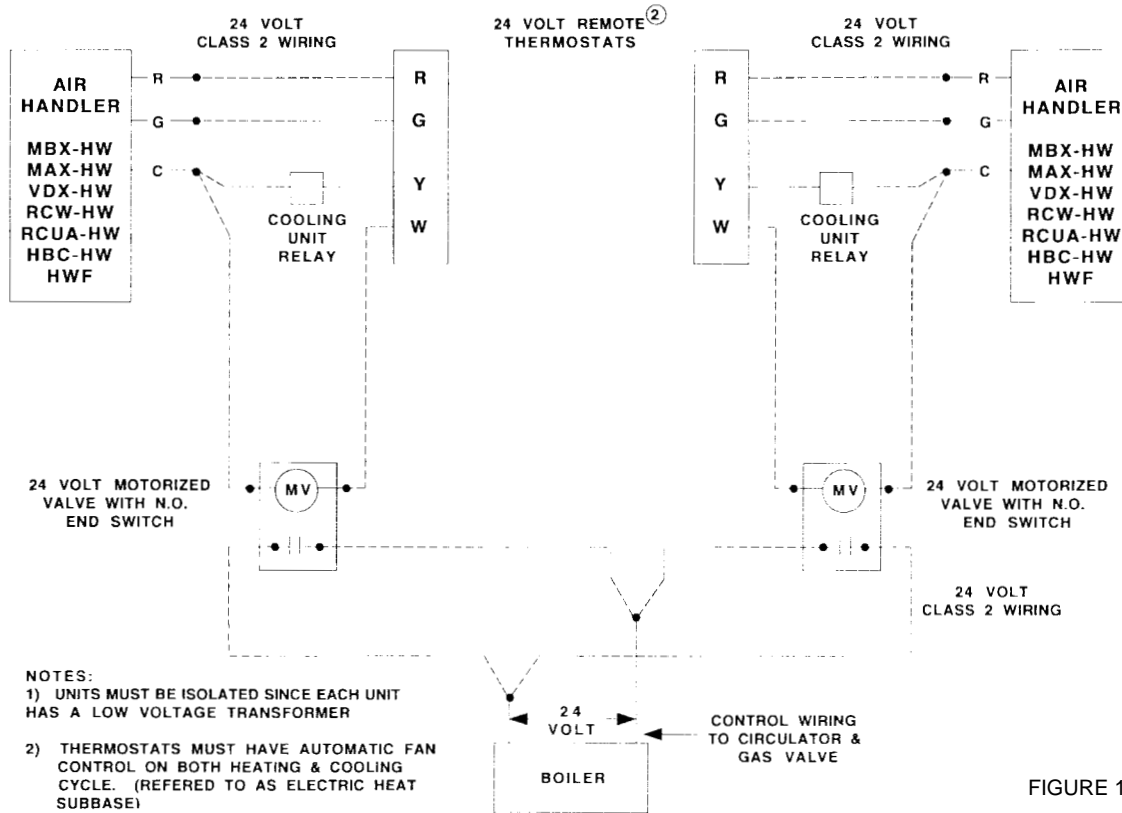 24 VOLT
CLASS 2 WIRING
24 VOLT REMOTE ②
THERMOSTATS
24 VOLT
CLASS 2 WIRING
AIR
HANDLER
MBX-HW
MAX-HW
VDX-HW
RCW-HW
RCUA-HW
HBC-HW
HWF
R
G
C
R
G
Y
W
COOLING
UNIT
RELAY
R
G
Y
W
COOLING
UNIT
RELAY
R
G
C
AIR
HANDLER
MBX-HW
MAX-HW
VDX-HW
RCW-HW
RCUA-HW
HBC-HW
HWF
24 VOLT MOTORIZED
VALVE WITH N.O.
END SWITCH
MV
MV
24 VOLT MOTORIZED
VALVE WITH N.O.
END SWITCH
24 VOLT
CLASS 2 WIRING
NOTES:
1) UNITS MUST BE ISOLATED SINCE EACH UNIT
HAS A LOW VOLTAGE TRANSFORMER
2) THERMOSTATS MUST HAVE AUTOMATIC FAN
CONTROL ON BOTH HEATING & COOLING
CYCLE. (REFERED TO AS ELECTRIC HEAT
SUBBASE)
24
VOLT
BOILER
CONTROL WIRING
TO CIRCULATOR &
GAS VALVE
FIGURE 1